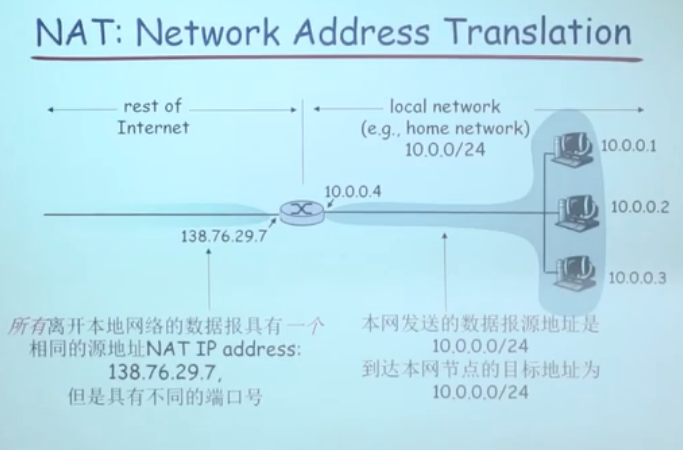 NAT: Network Address Translation
rest of
Internet
local network
(e.g., home network)
10.0.0/24
10.0.0.1
10.0.0.4
10.0.0.2
138.76.29.7
10.0.0.3
所有离开本地网络的数据报具有一个
相同的源地址NAT IP address:
138.76.29.7,
但是具有不同的端口号
本网发送的数据报源地址是
10.0.0.0/24
到达本网节点的目标地址为
10.0.0.0/24